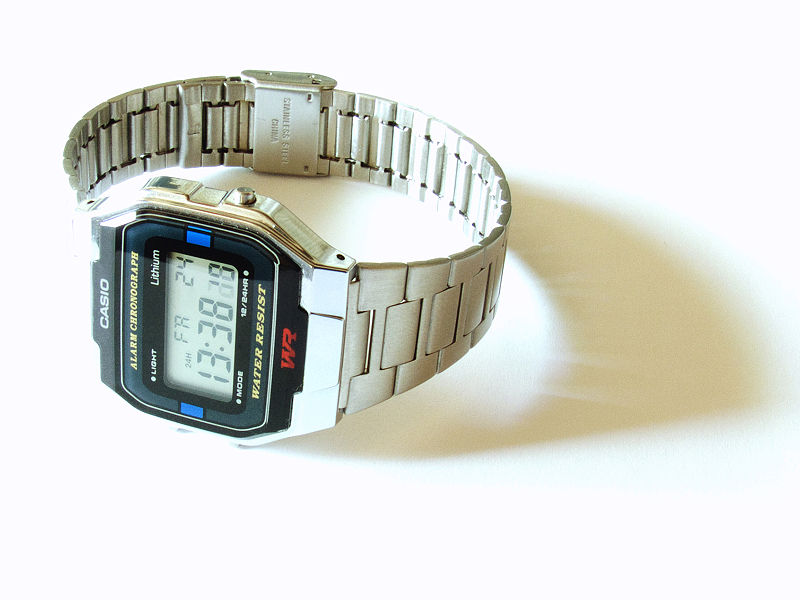 CASIO
ALARM CHRONOGRAPH
Lithium
FR 24
24H 13:38 18
LIGHT
12/24HR
MODE
WATER RESIST
WR
STAINLESS STEEL
CHINA